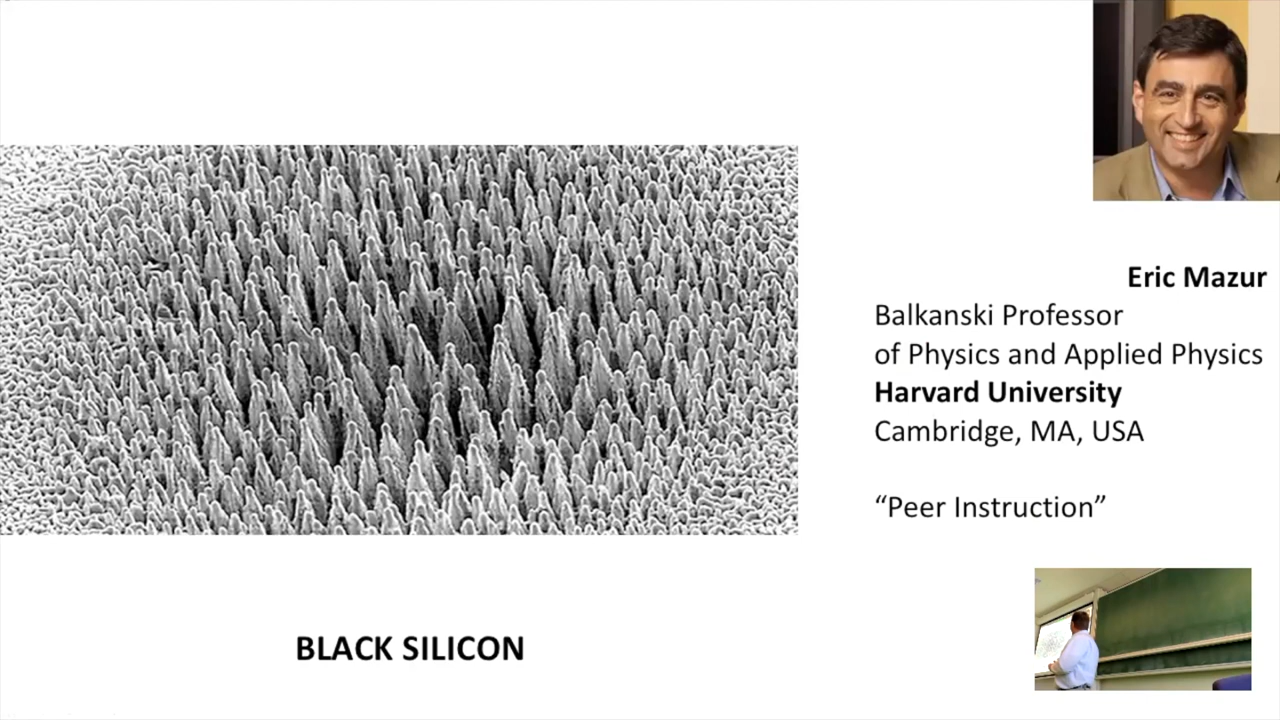 Eric Mazur
Balkanski Professor
of Physics and Applied Physics
Harvard University
Cambridge, MA, USA
“Peer Instruction”
BLACK SILICON